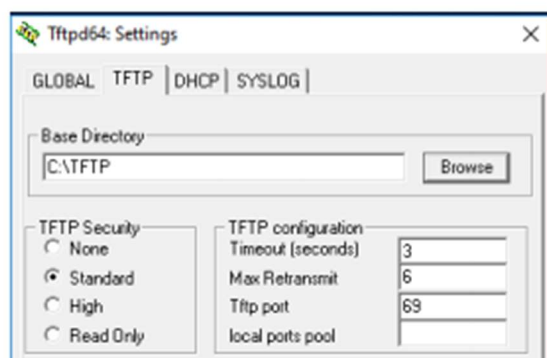 Tftpd64: Settings
GLOBAL TFTP DHCP SYSLOG
Base Directory
C:\TFTP Browse
TFTP Security
None
Standard
High
Read Only
TFTP configuration
Timeout (seconds) 3
Max Retransmit 6
Tftp port 69
local ports pool